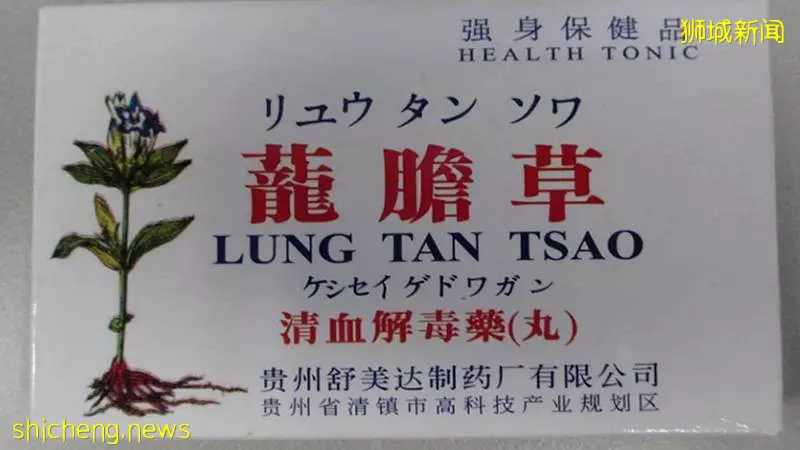 强身保健品
狮城新闻
HEALTH TONIC
リユウ タン ソワ
蘢膽草
LUNG TAN TSAO
ケシセイゲドワガン
清血解毒藥(丸)
贵州舒美达制药厂有限公司
贵州省清镇市高科技产业规划区
shicheng.news